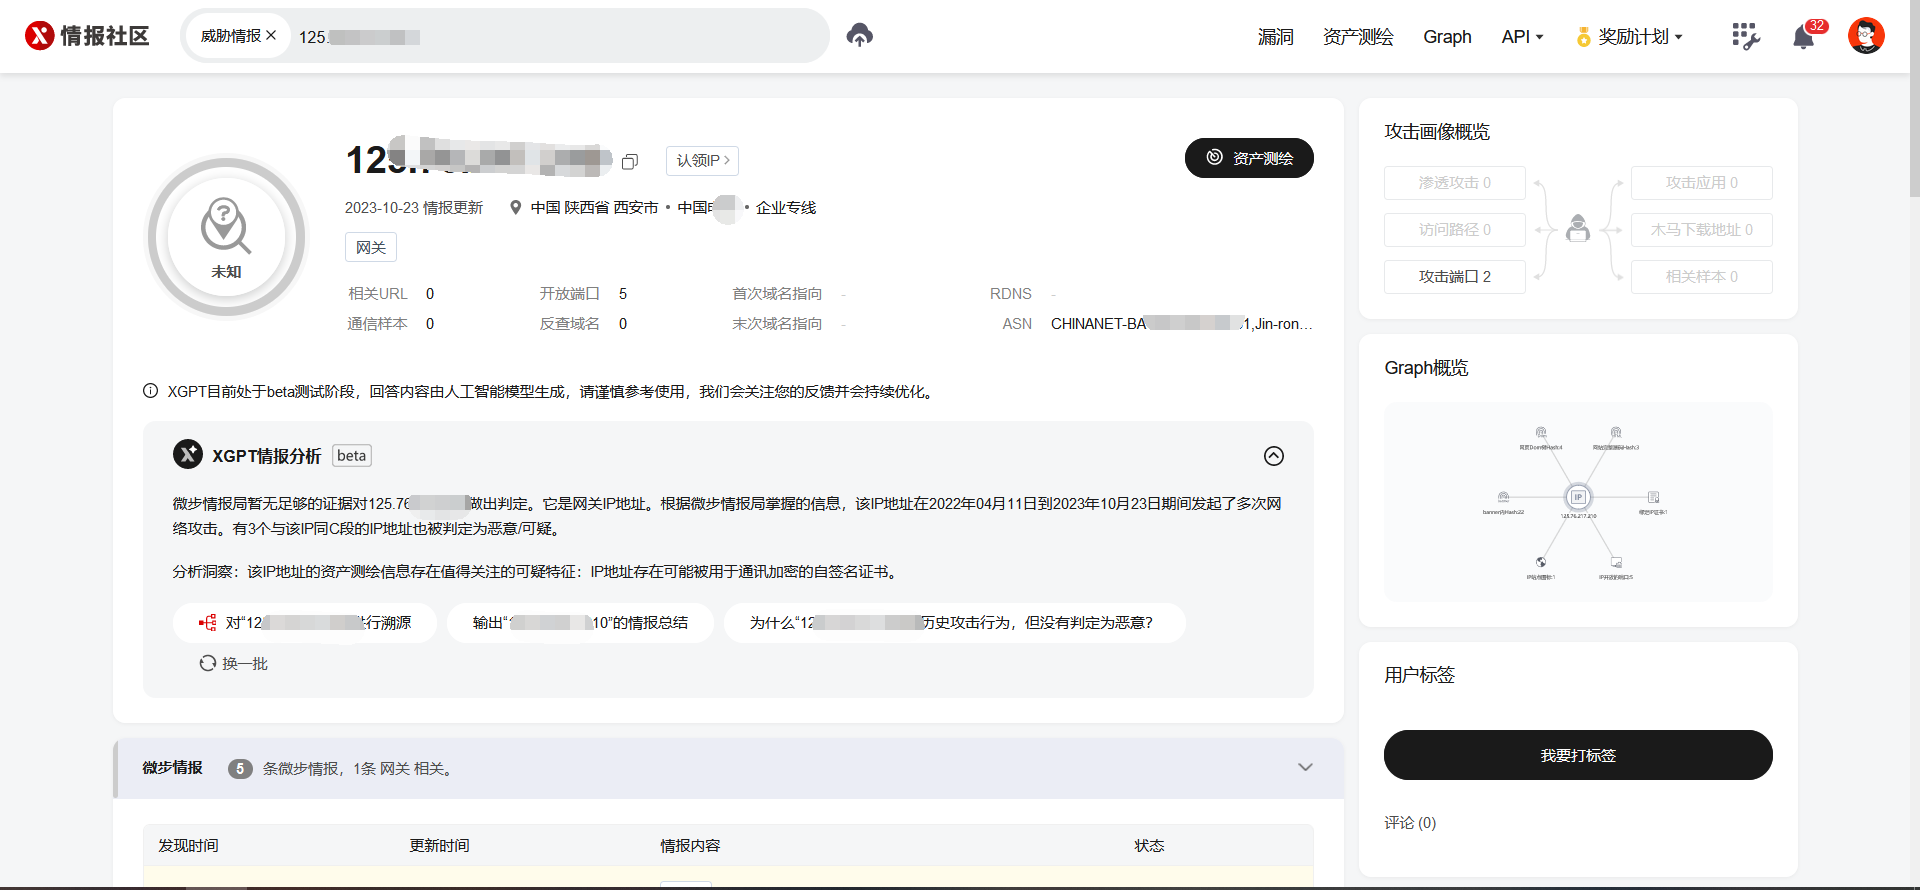 情报社区
威胁情报 ×
125.
漏洞
资产测绘
Graph
API
奖励计划
32
未知
认领IP
资产测绘
2023-10-23 情报更新
中国 陕西省 西安市 • 中国 • 企业专线
网关
相关URL 0
开放端口 5
首次域名指向 -
RDNS -
通信样本 0
反查域名 0
末次域名指向 -
ASN CHINANET-BA 1,Jin-ron...
XGPT目前处于beta测试阶段，回答内容由人工智能模型生成，请谨慎参考使用，我们会关注您的反馈并会持续优化。
XGPT情报分析 beta
微步情报局暂无足够的证据对125.76 做出判定。它是网关IP地址。根据微步情报局掌握的信息，该IP地址在2022年04月11日到2023年10月23日期间发起了多次网
络攻击。有3个与该IP同C段的IP地址也被判定为恶意/可疑。
分析洞察：该IP地址的资产测绘信息存在值得关注的可疑特征：IP地址存在可能被用于通讯加密的自签名证书。
对“12 行溯源
输出“ 10”的情报总结
为什么“12 历史攻击行为，但没有判定为恶意？
换一批
微步情报 5 条微步情报，1条 网关 相关。
发现时间
更新时间
情报内容
状态
攻击画像概览
渗透攻击 0
攻击应用 0
访问路径 0
木马下载地址 0
攻击端口 2
相关样本 0
Graph概览
IP
125.76.217.210
用户标签
我要打标签
评论 (0)